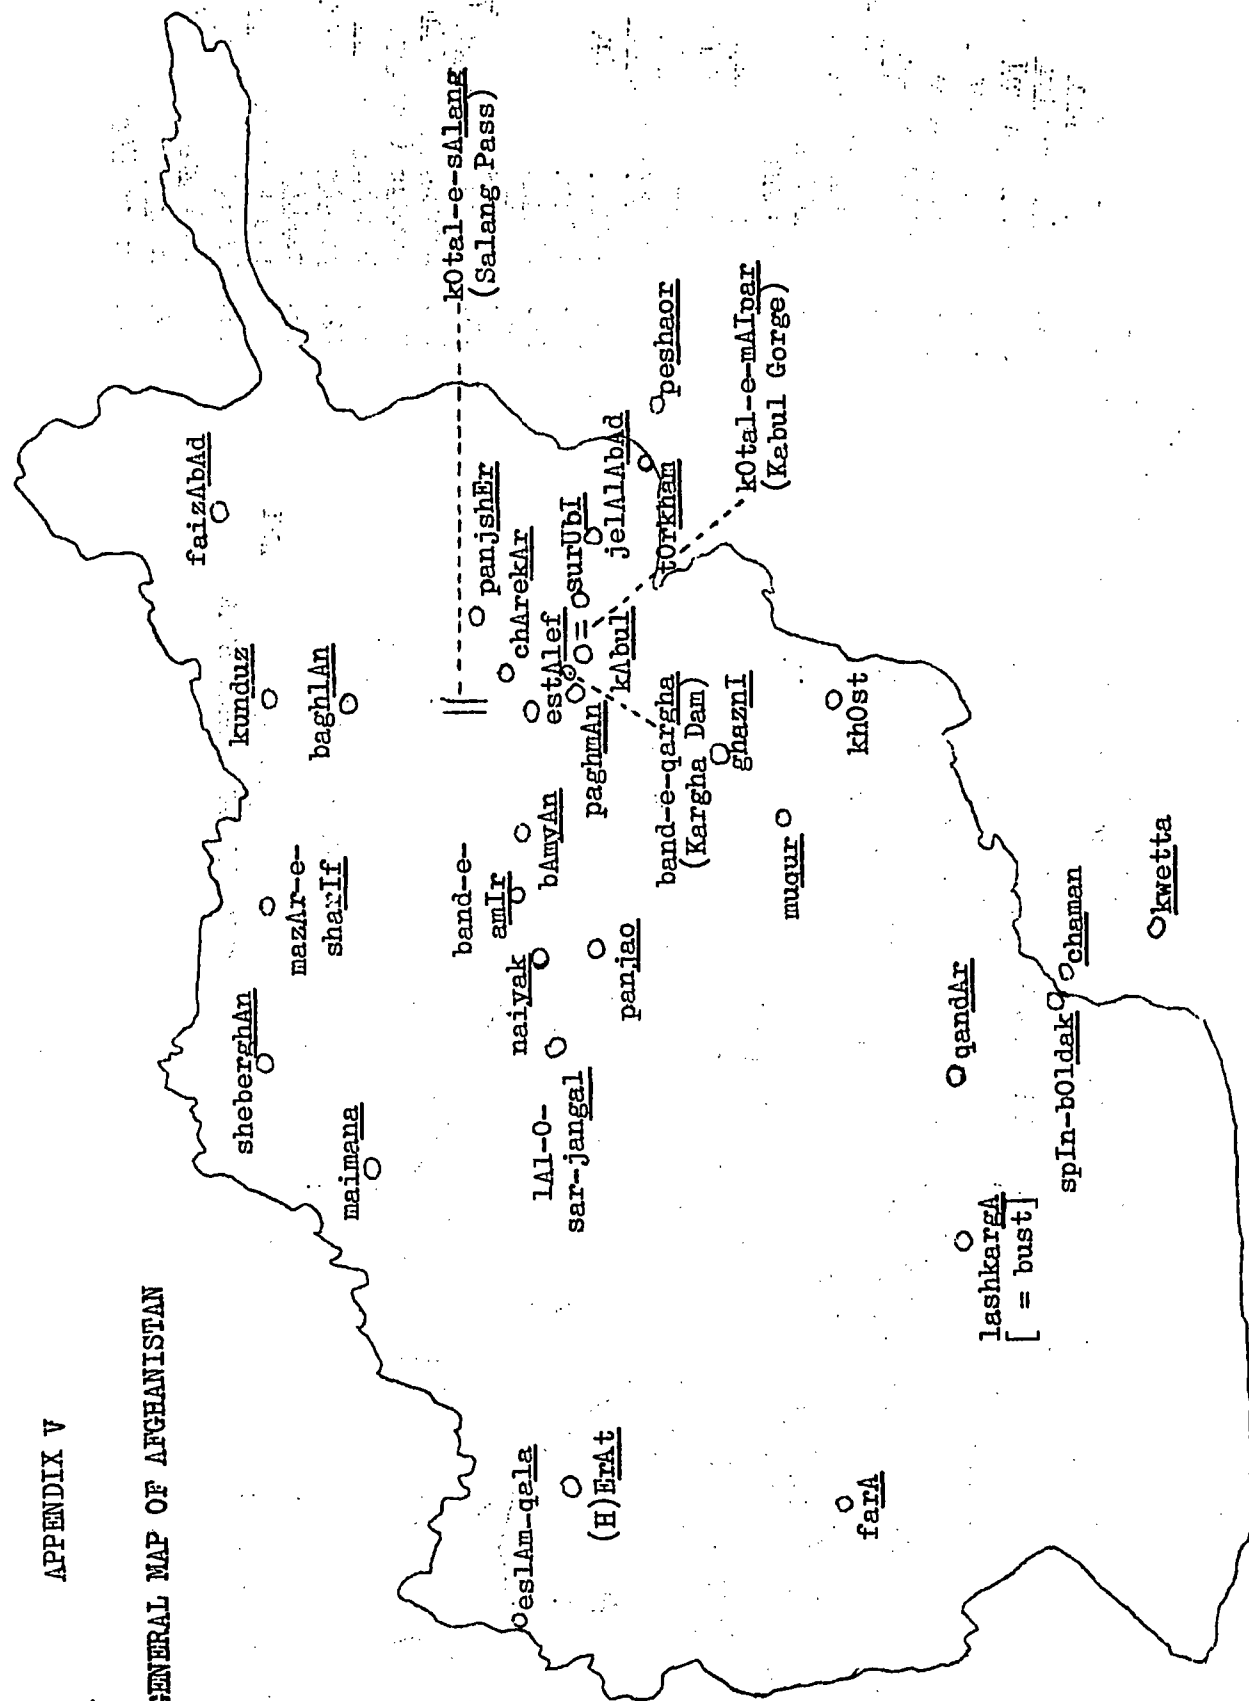 APPENDIX V
GENERAL MAP OF AFGHANISTAN
faizAbAd
kunduz
baghlAn
mazAr-e-
sharIf
sheberghAn
maimana
kOtal-e-sAlang
(Salang Pass)
panjshEr
chArekAr
estAlef
surUbI
jelAlAbAd
peshaor
tOrkham
kOtal-e-mAIpar
(Kabul Gorge)
kAbul
paghmAn
band-e-qargha
(Kargha Dam)
ghaznI
khOst
band-e-
amIr
bAmyAn
naiyak
panjao
lAl-O-
sar-jangal
muqur
eslAm-qala
(H)ErAt
farA
lashkargA
[ = bust]
qandAr
spIn-bOldak
chaman
kwetta